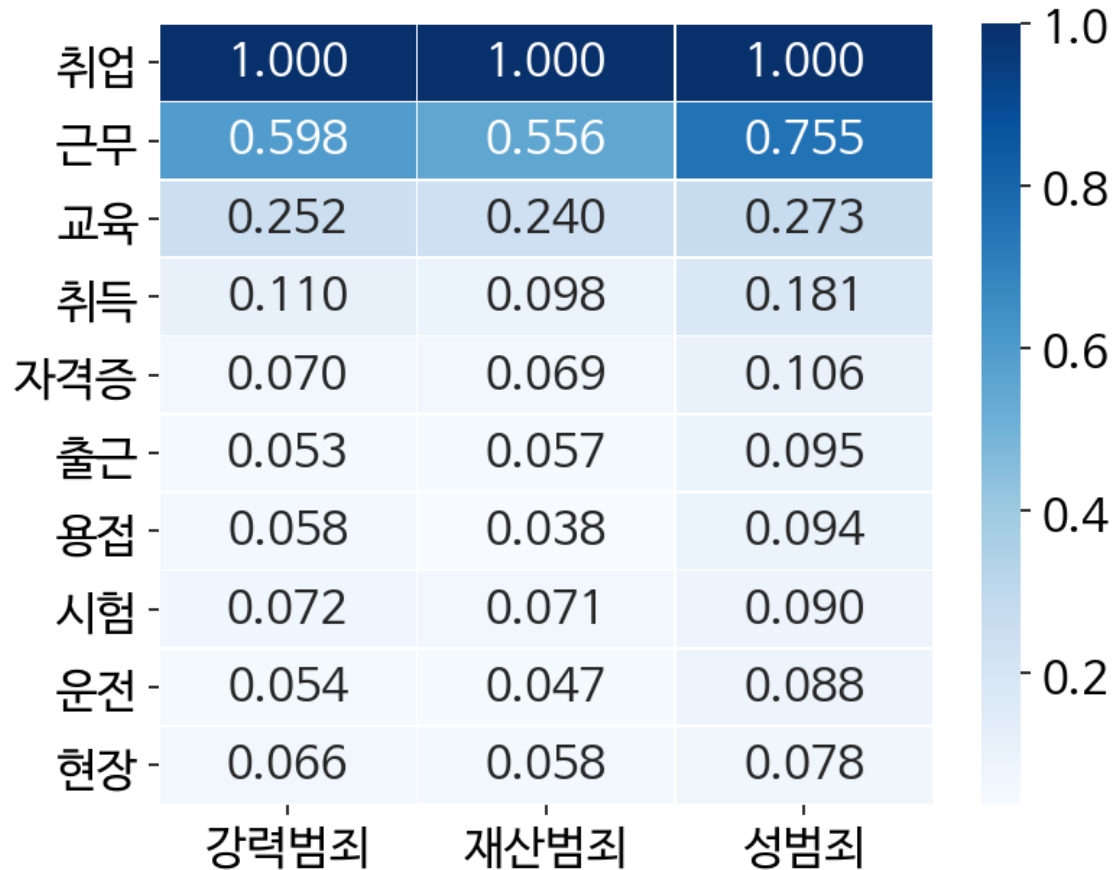 취업 1.000 1.000 1.000 1.0
근무 0.598 0.556 0.755
0.8
교육 0.252 0.240 0.273
취득 0.110 0.098 0.181
0.6
자격증 0.070 0.069 0.106
출근 0.053 0.057 0.095
용접 0.058 0.038 0.094 0.4
시험 0.072 0.071 0.090
운전 0.054 0.047 0.088 0.2
현장 0.066 0.058 0.078
강력범죄 재산범죄 성범죄